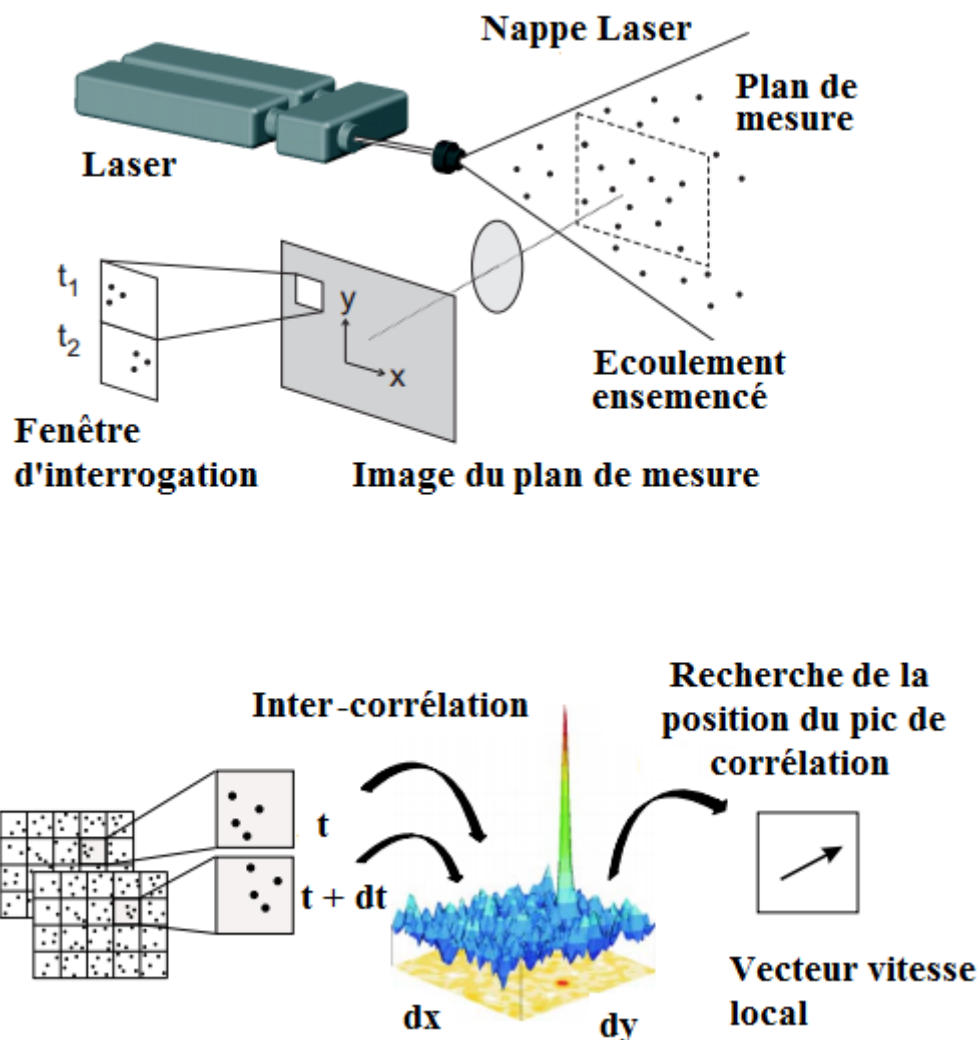 Nappe Laser
Plan de
mesure
Laser
t1
t2
y
x
Ecoulement
ensemencé
Fenêtre
d'interrogation
Image du plan de mesure
Recherche de la
position du pic de
corrélation
Inter-corrélation
t
t + dt
dx
dy
Vecteur vitesse
local